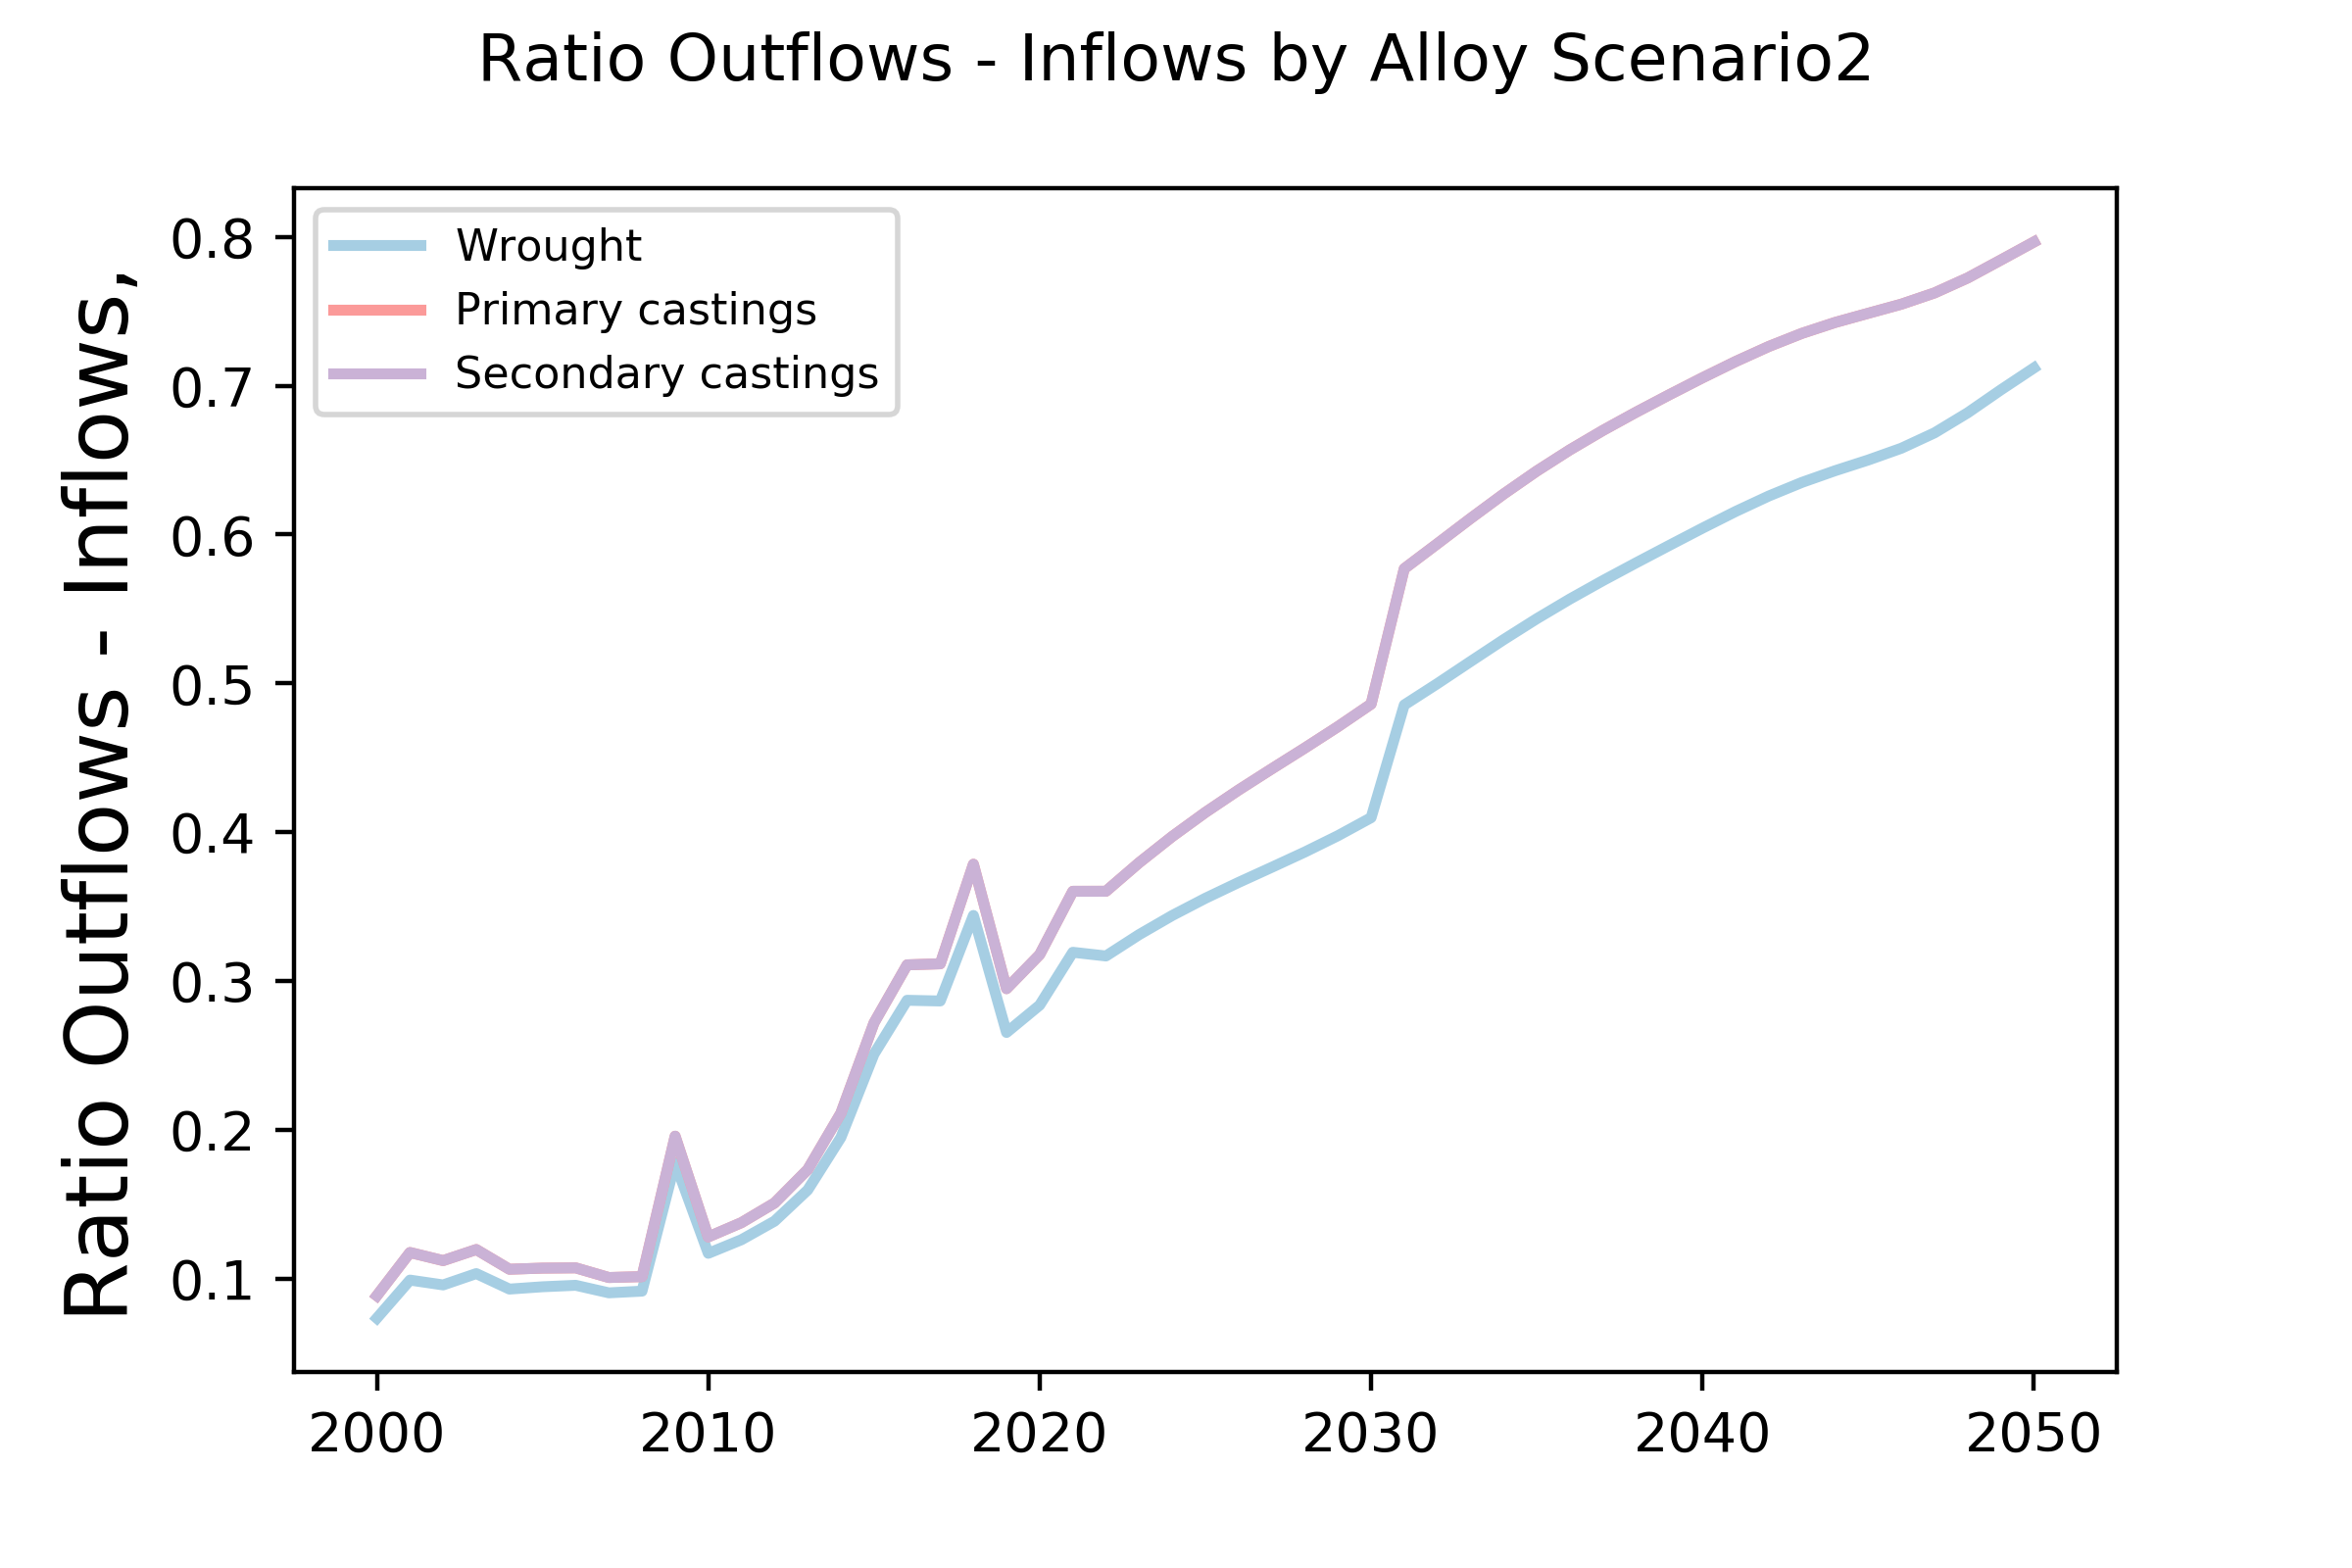 Ratio Outflows - Inflows by Alloy Scenario2
Ratio Outflows - Inflows,
0.8
0.7
0.6
0.5
0.4
0.3
0.2
0.1
Wrought
Primary castings
Secondary castings
2000 2010 2020 2030 2040 2050